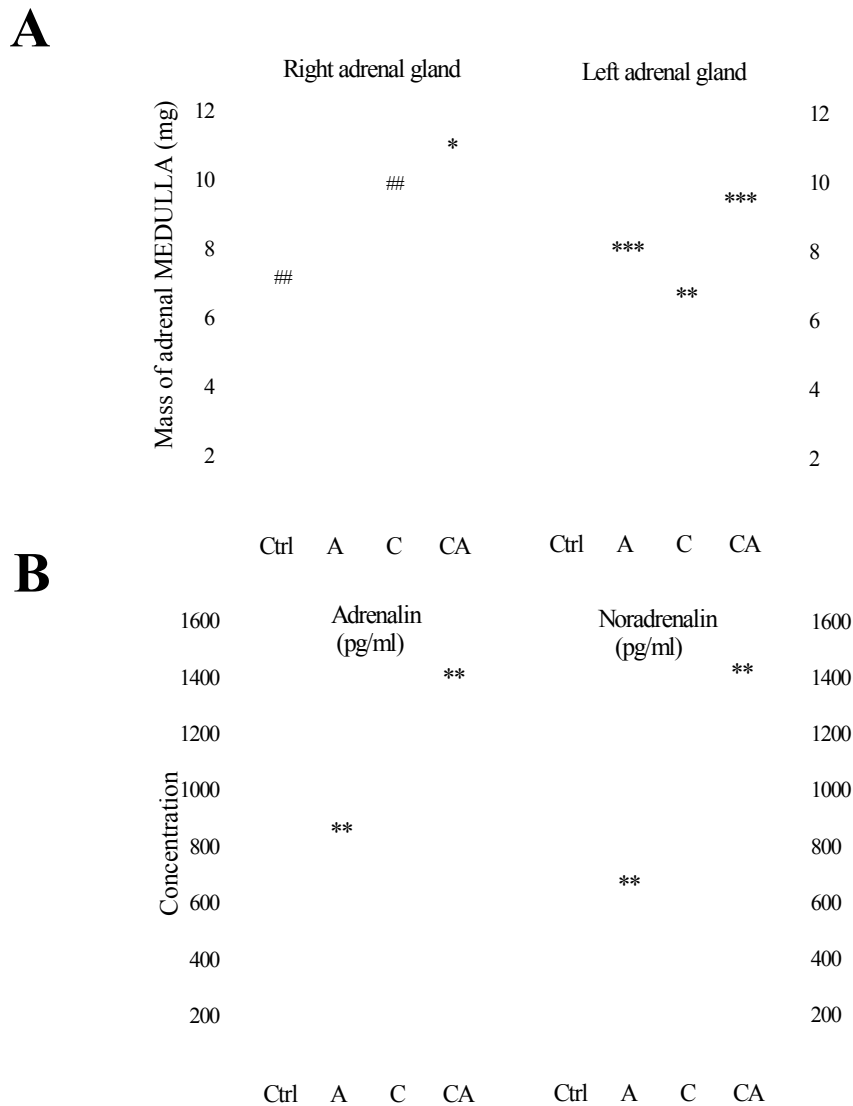 A
Right adrenal gland
Left adrenal gland
Mass of adrenal MEDULLA (mg)
12
10
8
6
4
2
*
##
##
***
***
**
12
10
8
6
4
2
Ctrl A C CA
Ctrl A C CA
B
Adrenalin
(pg/ml)
Noradrenalin
(pg/ml)
Concentration
1600
1400
1200
1000
800
600
400
200
**
**
**
**
1600
1400
1200
1000
800
600
400
200
Ctrl A C CA
Ctrl A C CA